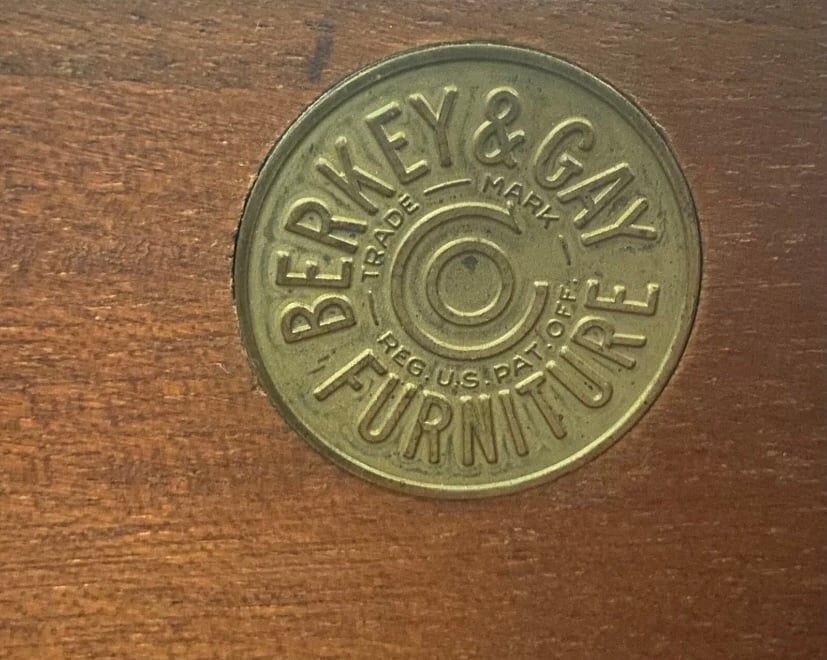 BERKEY & GAY
FURNITURE
TRADE MARK
REG. U.S. PAT. OFF.